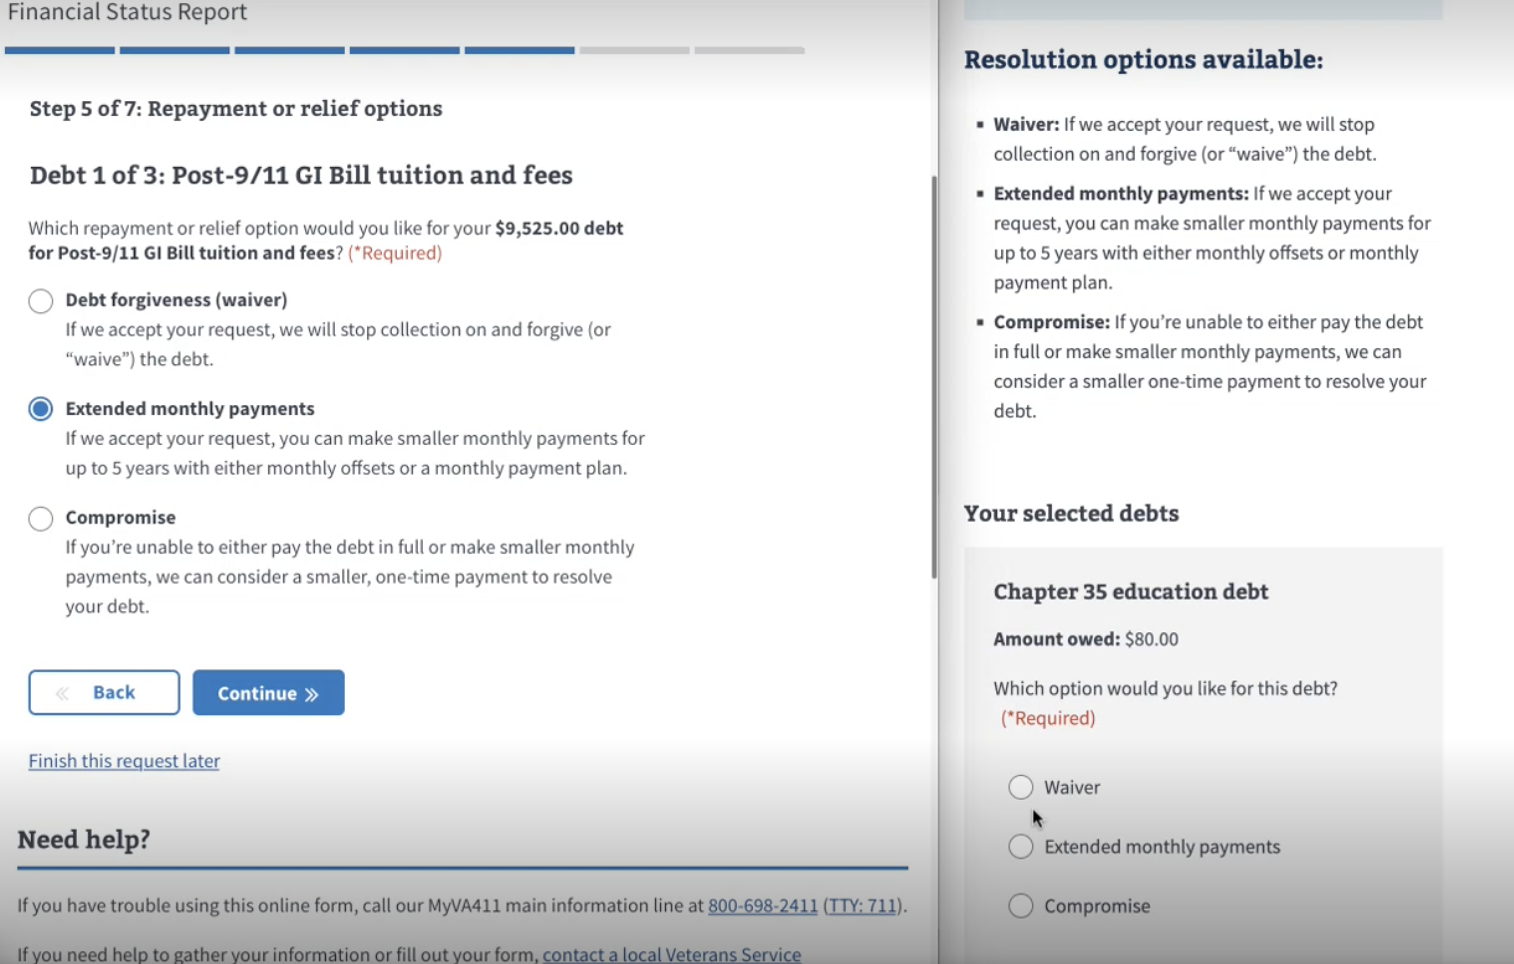 Financial Status Report
Step 5 of 7: Repayment or relief options
Debt 1 of 3: Post-9/11 GI Bill tuition and fees
Which repayment or relief option would you like for your $9,525.00 debt
for Post-9/11 GI Bill tuition and fees? (*Required)
Debt forgiveness (waiver)
If we accept your request, we will stop collection on and forgive (or
“waive”) the debt.
Extended monthly payments
If we accept your request, you can make smaller monthly payments for
up to 5 years with either monthly offsets or a monthly payment plan.
Compromise
If you’re unable to either pay the debt in full or make smaller monthly
payments, we can consider a smaller, one-time payment to resolve
your debt.
« Back
Continue »
Finish this request later
Need help?
If you have trouble using this online form, call our MyVA411 main information line at 800-698-2411 (TTY: 711).
If you need help to gather your information or fill out your form, contact a local Veterans Service
Resolution options available:
▪ Waiver: If we accept your request, we will stop
collection on and forgive (or “waive”) the debt.
▪ Extended monthly payments: If we accept your
request, you can make smaller monthly payments for
up to 5 years with either monthly offsets or monthly
payment plan.
▪ Compromise: If you’re unable to either pay the debt
in full or make smaller monthly payments, we can
consider a smaller one-time payment to resolve your
debt.
Your selected debts
Chapter 35 education debt
Amount owed: $80.00
Which option would you like for this debt?
(*Required)
Waiver
Extended monthly payments
Compromise